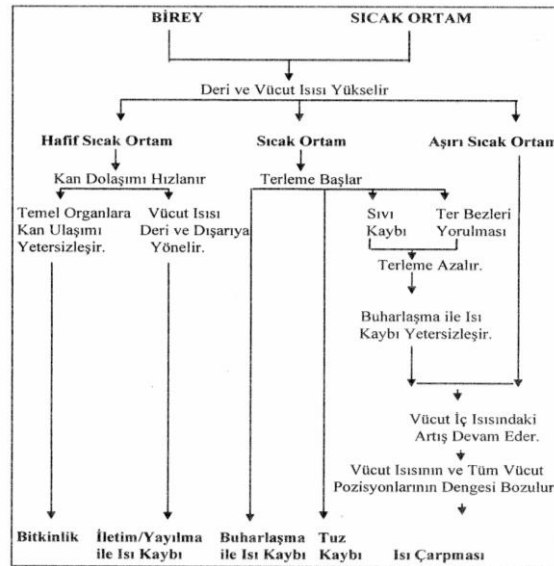 BİREY SICAK ORTAM
Deri ve Vücut Isısı Yükselir
Hafif Sıcak Ortam Sıcak Ortam Aşırı Sıcak Ortam
Kan Dolaşımı Hızlanır Terleme Başlar
Temel Organlara
Kan Ulaşımı
Yetersizleşir.
Vücut Isısı
Deri ve Dışarıya
Yönelir.
Sıvı
Kaybı
Ter Bezleri
Yorulması
Terleme Azalır.
Buharlaşma ile Isı
Kaybı Yetersizleşir.
Vücut İç Isısındaki
Artış Devam Eder.
Vücut Isısının ve Tüm Vücut
Pozisyonlarının Dengesi Bozulur
Bitkinlik
İletim/Yayılma
ile Isı Kaybı
Buharlaşma
ile Isı Kaybı
Tuz
Kaybı
Isı Çarpması